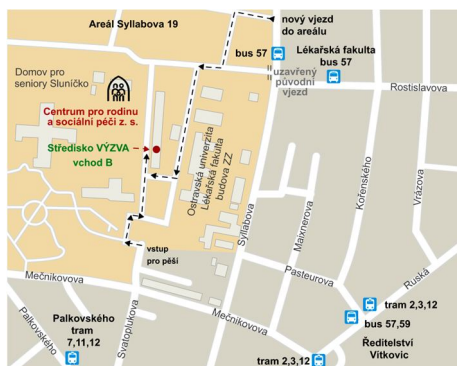 Areál Syllabova 19
nový vjezd
do areálu
bus 57
Lékařská fakulta
bus 57
Domov pro
seniory Sluníčko
uzavřený
původní
vjezd
Rostislavova
Centrum pro rodinu
a sociální péči z. s.
Středisko VÝZVA
vchod B
Ostravská univerzita
Lékařská fakulta
budova ZZ
Syllabova
Maixnerova
Kořenského
Vrázova
vstup
pro pěší
Mečnikovova
Pasteurova
Ruská
Palkovského
tram
7,11,12
Palkovského
Svatoplukova
Mečnikovova
tram 2,3,12
bus 57,59
Ředitelství
Vítkovic
tram 2,3,12